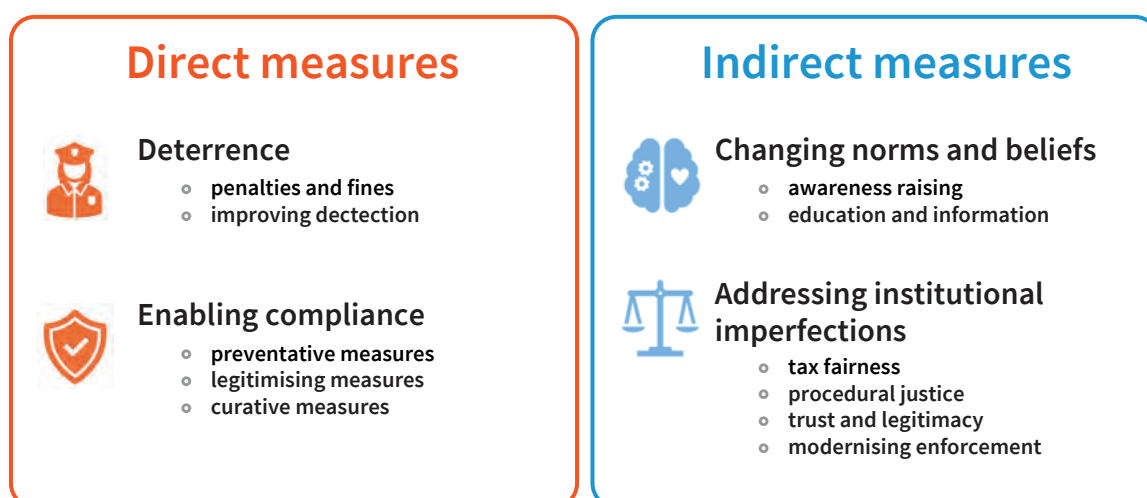 Direct measures
Deterrence
penalties and fines
improving dectection
Enabling compliance
preventative measures
legitimising measures
curative measures
Indirect measures
Changing norms and beliefs
awareness raising
education and information
Addressing institutional
imperfections
tax fairness
procedural justice
trust and legitimacy
modernising enforcement